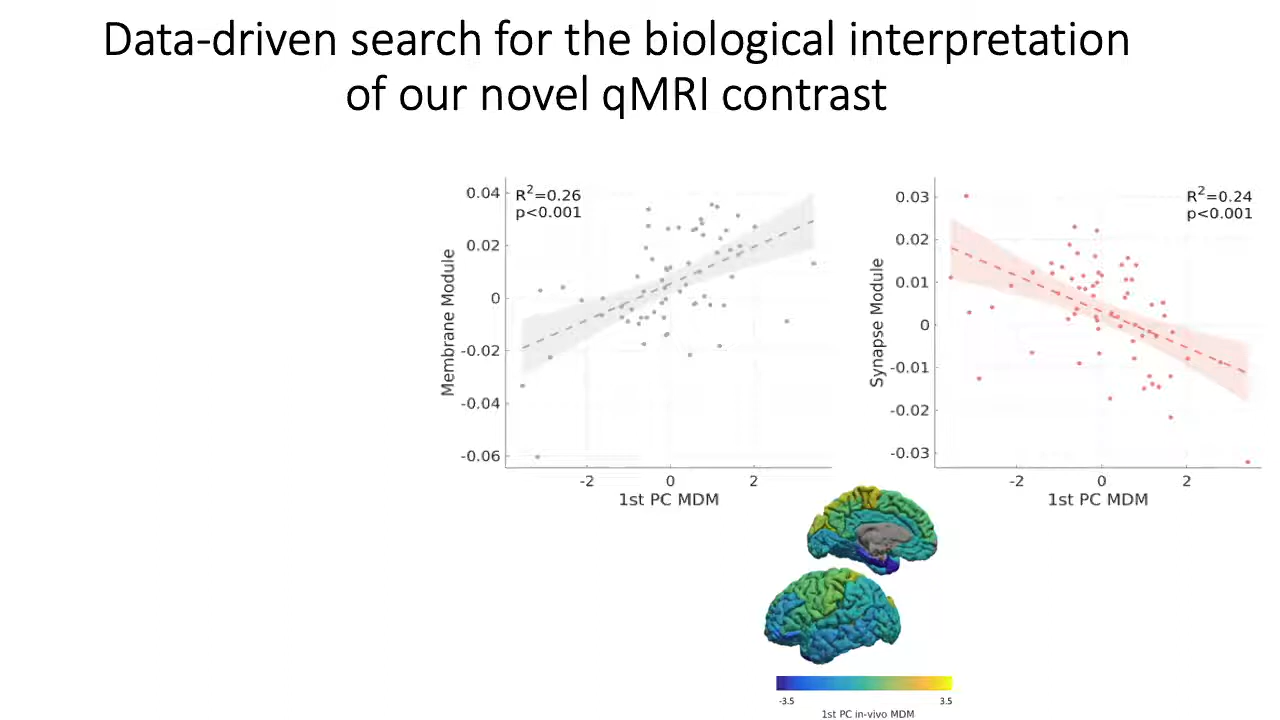 Data-driven search for the biological interpretation
of our novel qMRI contrast
R²=0.26
p<0.001
Membrane Module
0.04
0.02
0
-0.02
-0.04
-0.06
-2 0 2
1st PC MDM
R²=0.24
p<0.001
Synapse Module
0.03
0.02
0.01
0
-0.01
-0.02
-0.03
-2 0 2
1st PC MDM
-3.5 3.5
1st PC in-vivo MDM